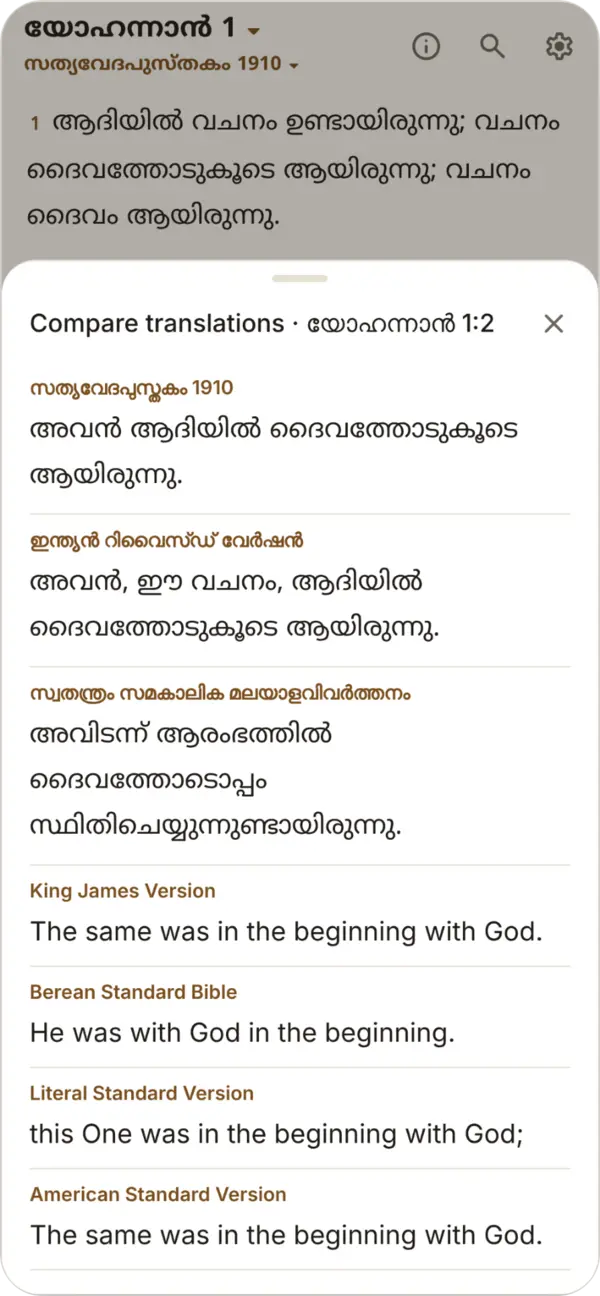 യോഹന്നാൻ 1
സത്യവേദപുസ്തകം 1910
1 ആദിയിൽ വചനം ഉണ്ടായിരുന്നു; വചനം
ദൈവത്തോടുകൂടെ ആയിരുന്നു; വചനം
ദൈവം ആയിരുന്നു.
Compare translations · യോഹന്നാൻ 1:2
സത്യവേദപുസ്തകം 1910
അവൻ ആദിയിൽ ദൈവത്തോടുകൂടെ
ആയിരുന്നു.
ഇന്ത്യൻ റിവൈസ്ഡ് വേർഷൻ
അവൻ, ഈ വചനം, ആദിയിൽ
ദൈവത്തോടുകൂടെ ആയിരുന്നു.
സ്വതന്ത്രം സമകാലിക മലയാളവിവർത്തനം
അവിടന്ന് ആരംഭത്തിൽ
ദൈവത്തോടൊപ്പം
സ്ഥിതിചെയ്യുന്നുണ്ടായിരുന്നു.
King James Version
The same was in the beginning with God.
Berean Standard Bible
He was with God in the beginning.
Literal Standard Version
this One was in the beginning with God;
American Standard Version
The same was in the beginning with God.